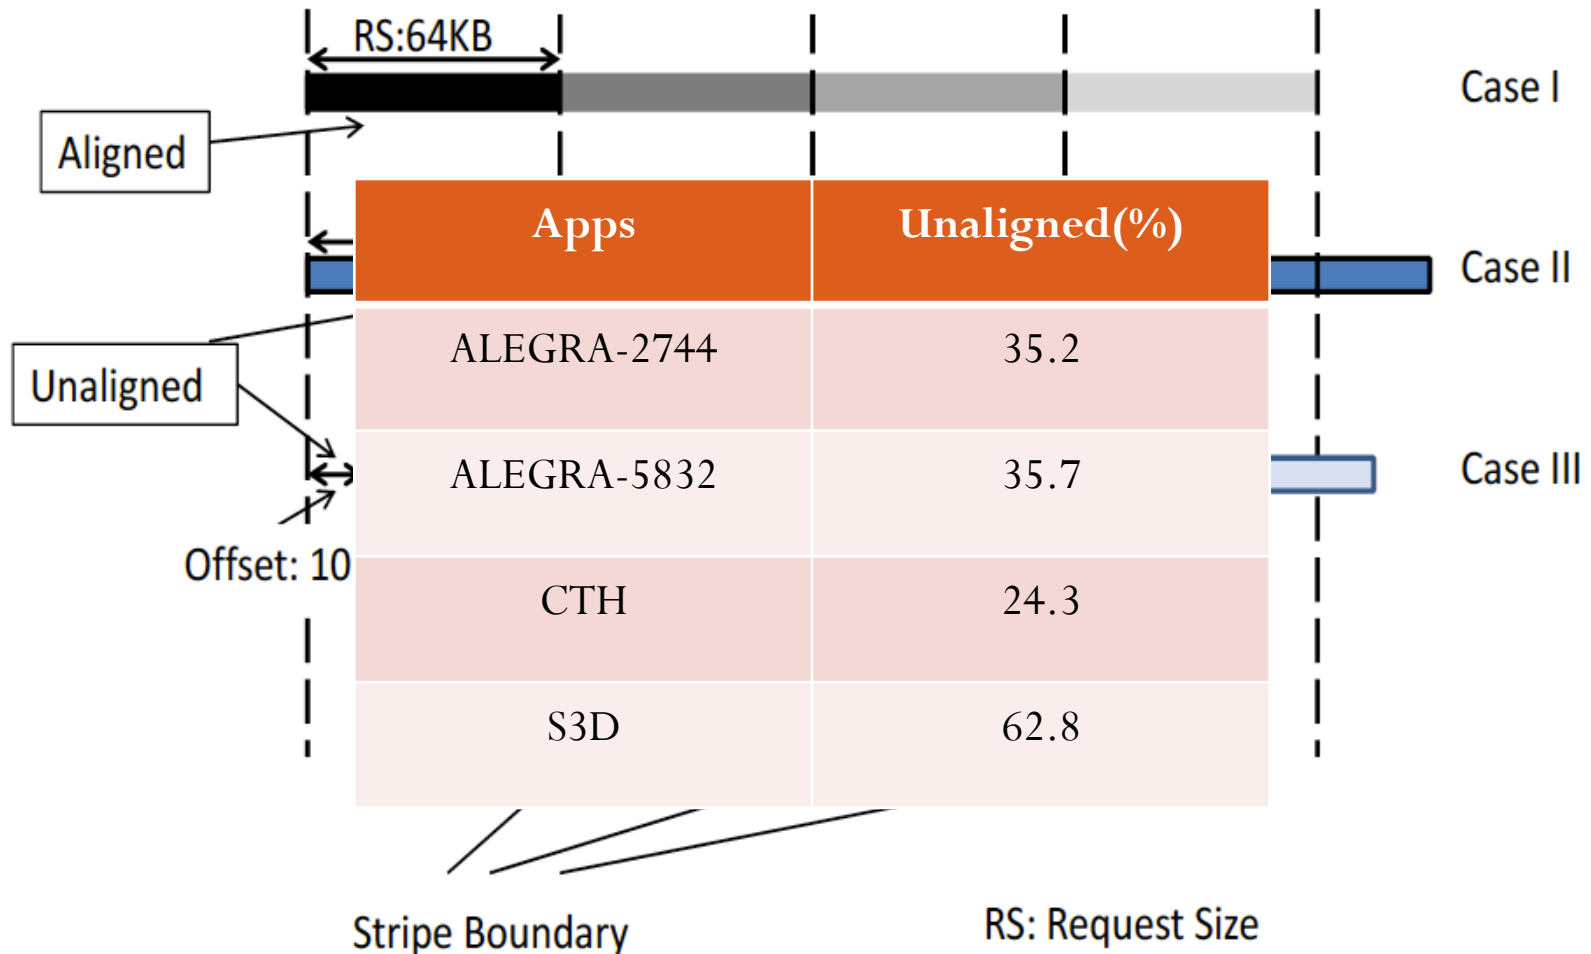 RS:64KB
Case I
Aligned
Apps Unaligned(%)
Case II
ALEGRA-2744 35.2
Unaligned
ALEGRA-5832 35.7
Case III
Offset: 10
CTH 24.3
S3D 62.8
Stripe Boundary
RS: Request Size